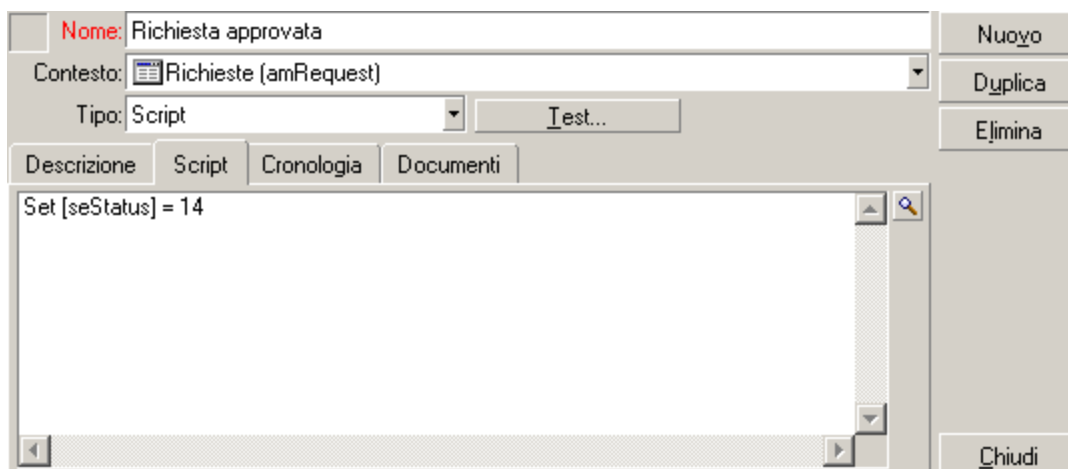 Nome: Richiesta approvata
Nuovo
Contesto: Richieste (amRequest)
Duplica
Tipo: Script
Test...
Elimina
Descrizione Script Cronologia Documenti
Set [seStatus] = 14
Chiudi